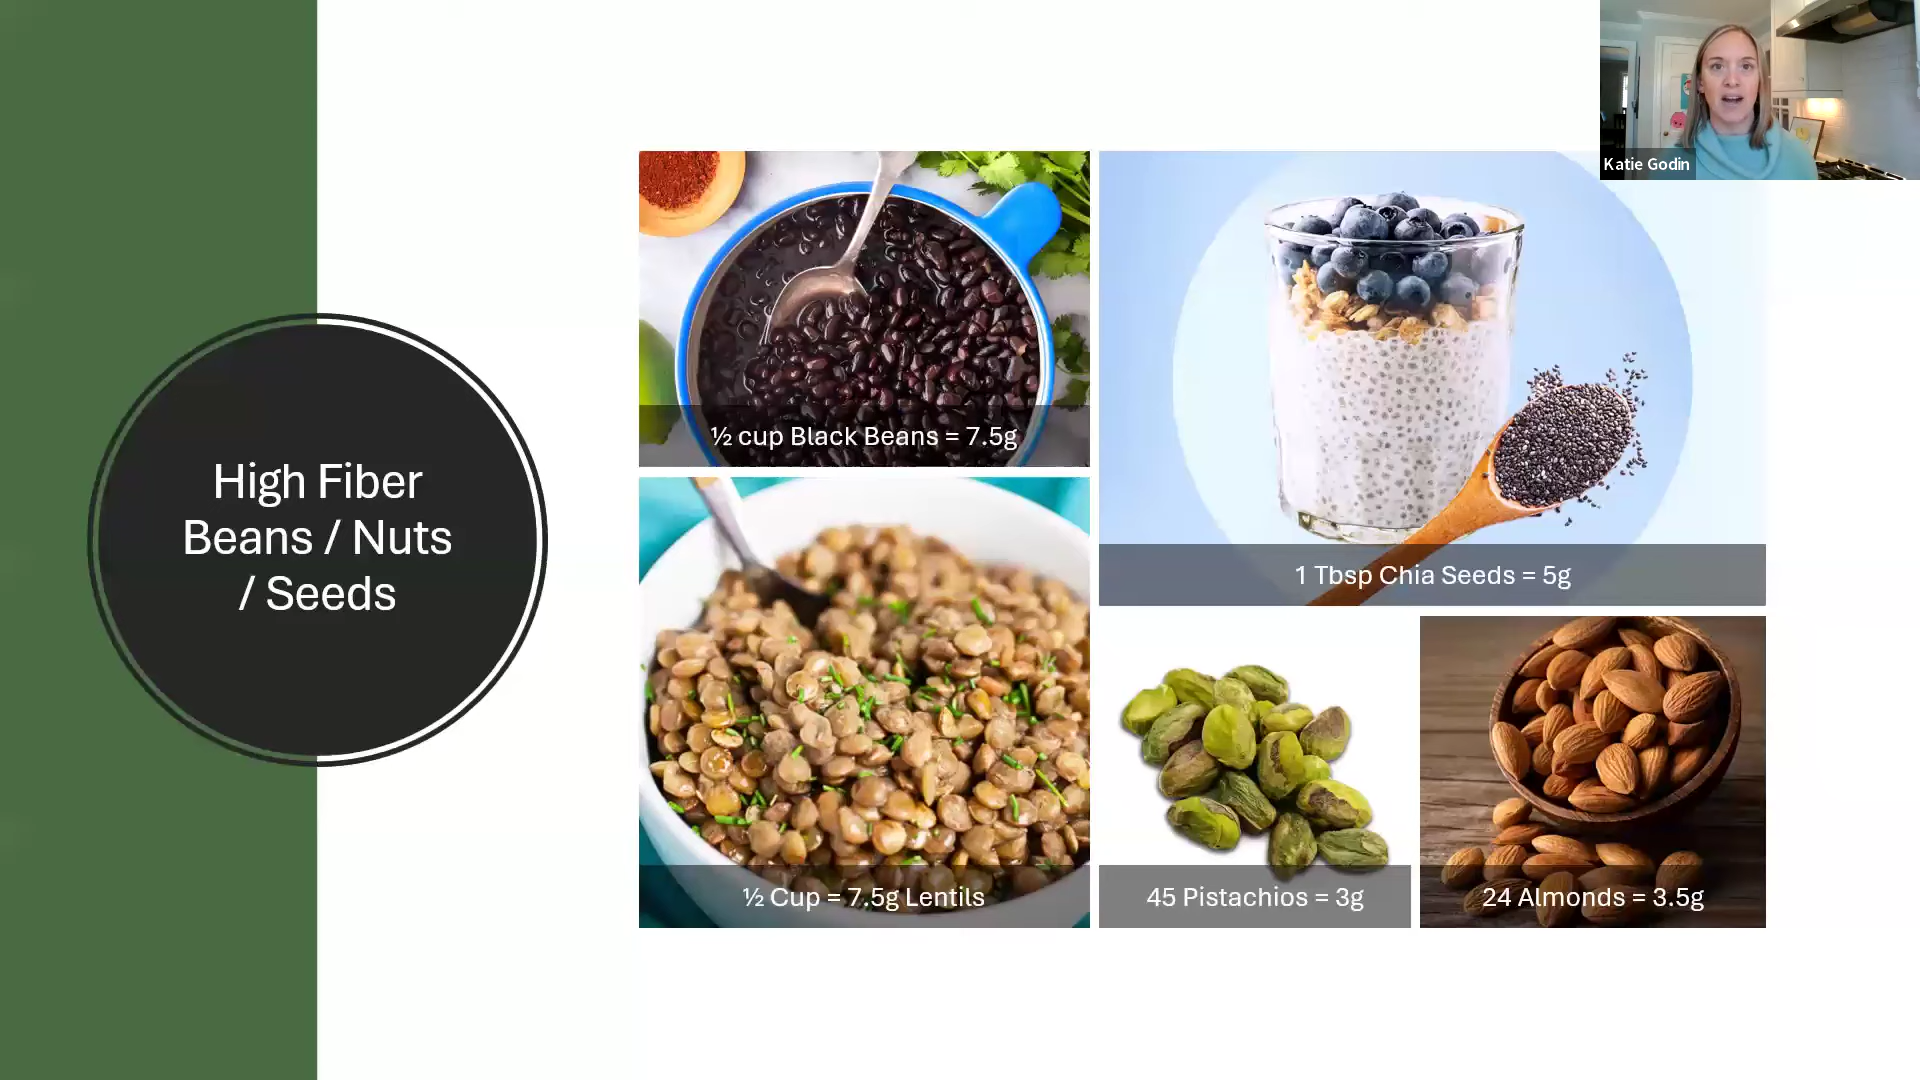 High Fiber
Beans / Nuts
/ Seeds
½ cup Black Beans = 7.5g
1 Tbsp Chia Seeds = 5g
½ Cup = 7.5g Lentils
45 Pistachios = 3g
24 Almonds = 3.5g
Katie Godin